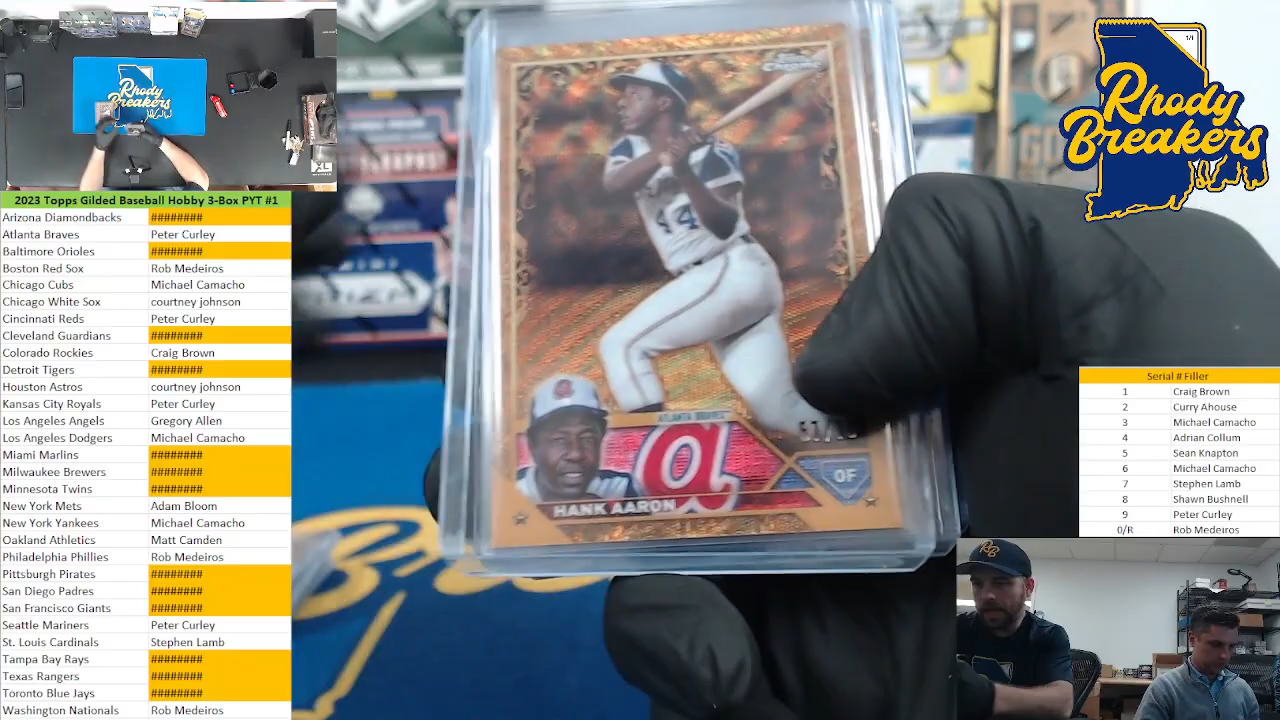 Rhody
Breakers
XL
2023 Topps Gilded Baseball Hobby 3-Box PYT #1
Arizona Diamondbacks ########
Atlanta Braves Peter Curley
Baltimore Orioles ########
Boston Red Sox Rob Medeiros
Chicago Cubs Michael Camacho
Chicago White Sox courtney johnson
Cincinnati Reds Peter Curley
Cleveland Guardians ########
Colorado Rockies Craig Brown
Detroit Tigers ########
Houston Astros courtney johnson
Kansas City Royals Peter Curley
Los Angeles Angels Gregory Allen
Los Angeles Dodgers Michael Camacho
Miami Marlins ########
Milwaukee Brewers ########
Minnesota Twins ########
New York Mets Adam Bloom
New York Yankees Michael Camacho
Oakland Athletics Matt Camden
Philadelphia Phillies Rob Medeiros
Pittsburgh Pirates ########
San Diego Padres ########
San Francisco Giants ########
Seattle Mariners Peter Curley
St. Louis Cardinals Stephen Lamb
Tampa Bay Rays ########
Texas Rangers ########
Toronto Blue Jays ########
Washington Nationals Rob Medeiros
44
ATLANTA BRAVES
a
OF
HANK AARON
1/1
Rhody
Breakers
Serial # Filler
1 Craig Brown
2 Curry Ahouse
3 Michael Camacho
4 Adrian Collum
5 Sean Knapton
6 Michael Camacho
7 Stephen Lamb
8 Shawn Bushnell
9 Peter Curley
0/R Rob Medeiros
RB